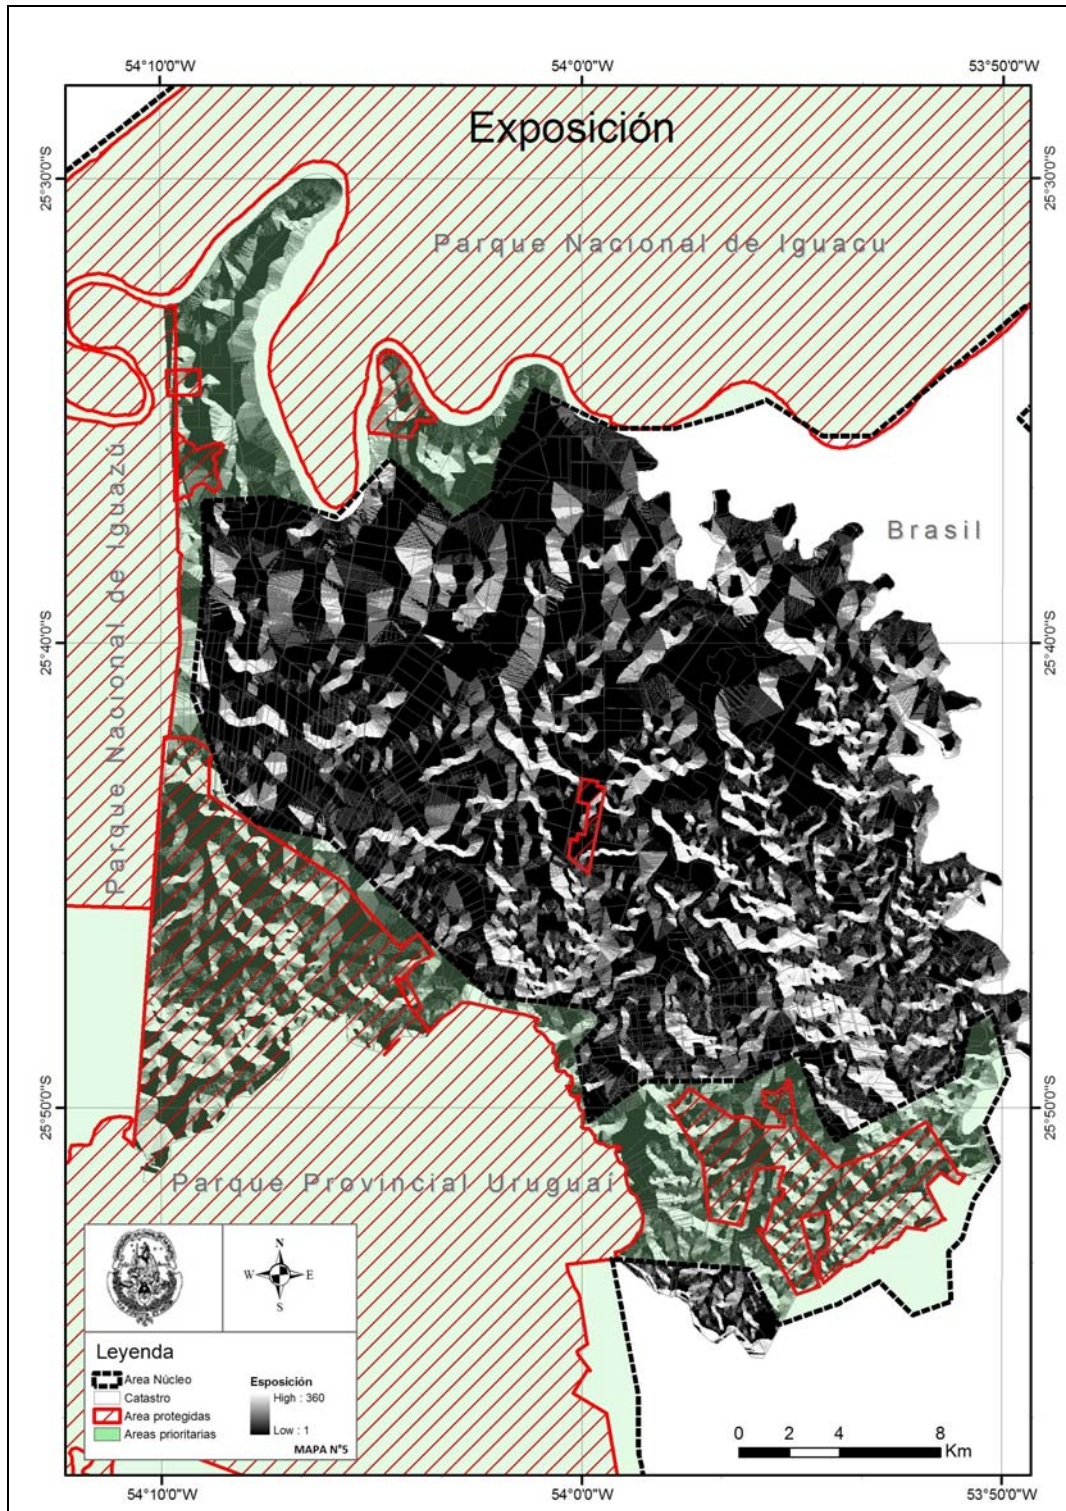 54°10'0"W 54°0'0"W 53°50'0"W
Exposición
25°30'0"S 25°30'0"S
Parque Nacional de Iguacu
Brasil
Parque Nacional de Iguazú
25°40'0"S 25°40'0"S
25°50'0"S 25°50'0"S
Parque Provincial Uruguaí
N
W E
S
Leyenda
Area Núcleo
Catastro
Area protegidas
Areas prioritarias
Esposición
High : 360
Low : 1
MAPA N°5
0 2 4 8
Km
54°10'0"W 54°0'0"W 53°50'0"W